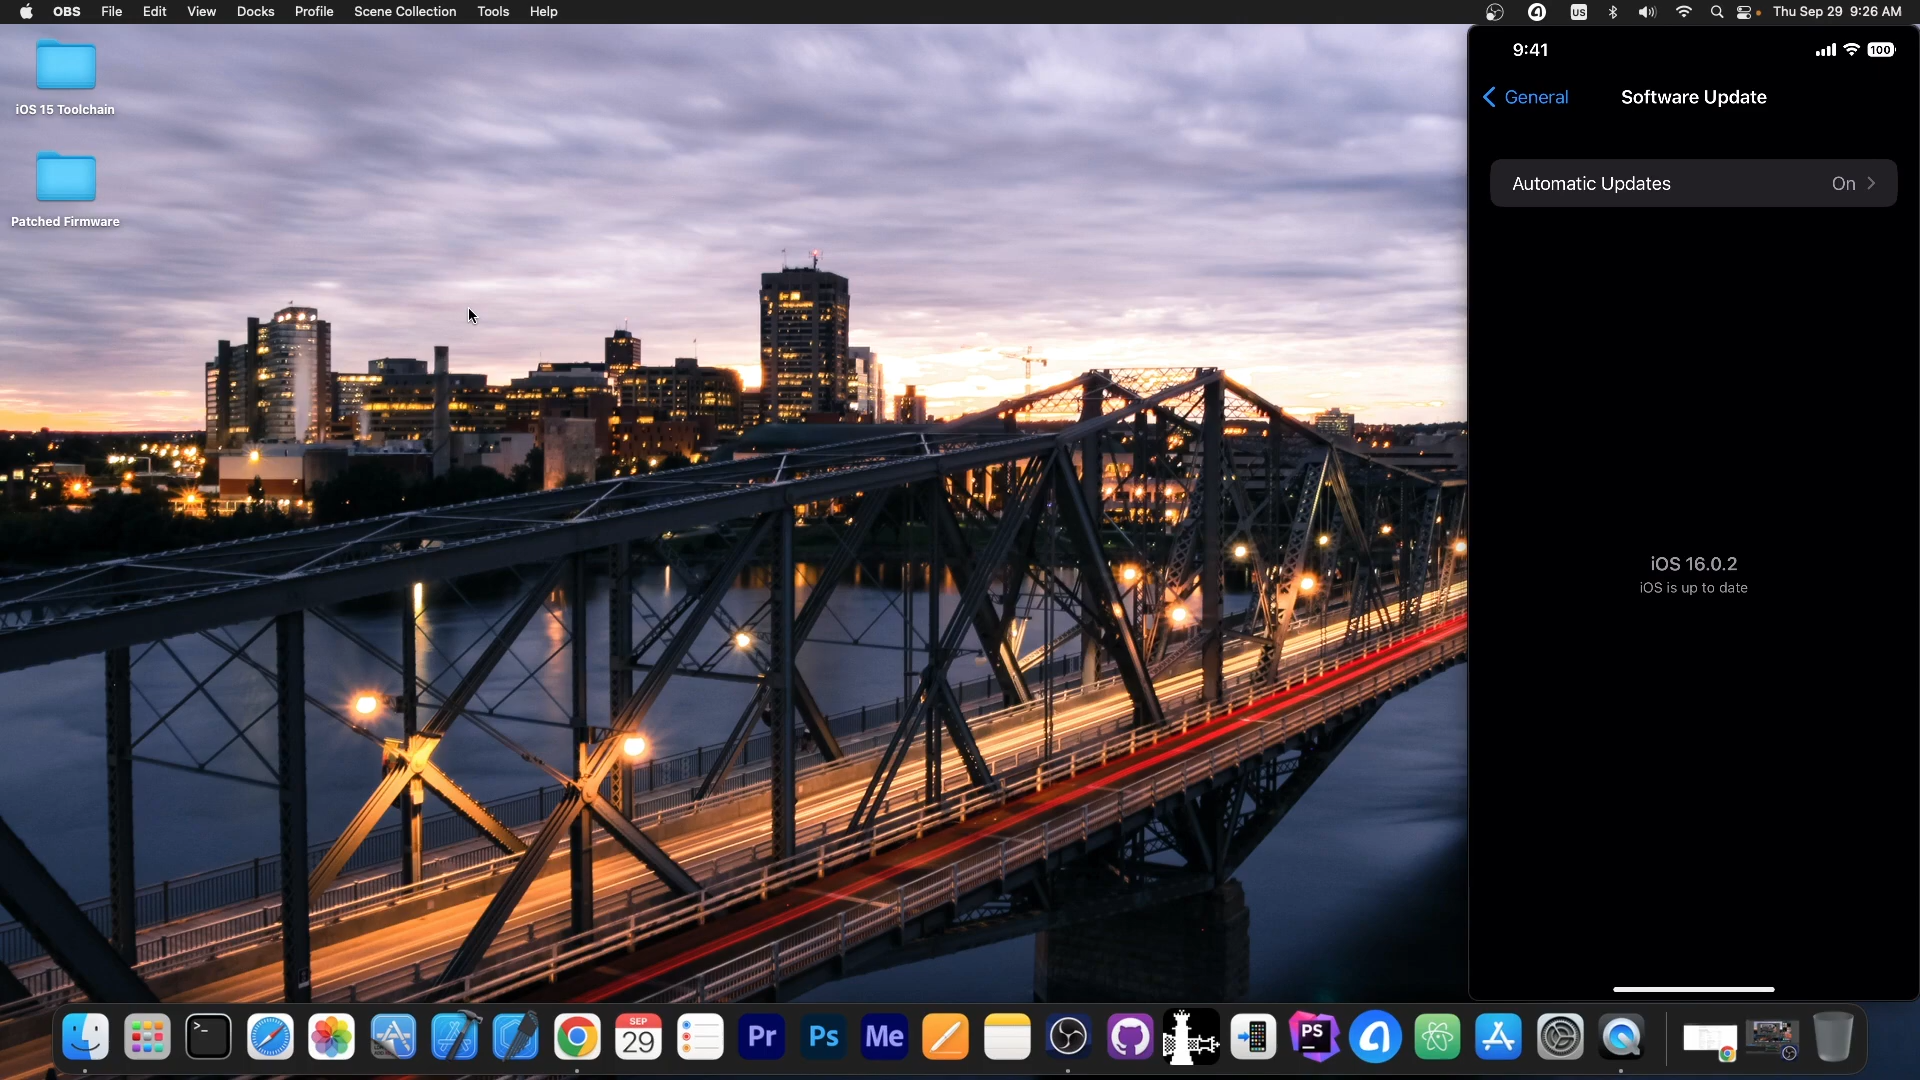 OBS File Edit View Docks Profile Scene Collection Tools Help
US
Thu Sep 29 9:26 AM
iOS 15 Toolchain
Patched Firmware
9:41
100
General
Software Update
Automatic Updates
On
iOS 16.0.2
iOS is up to date
>_
SEP
29
Pr
Ps
Me
PS